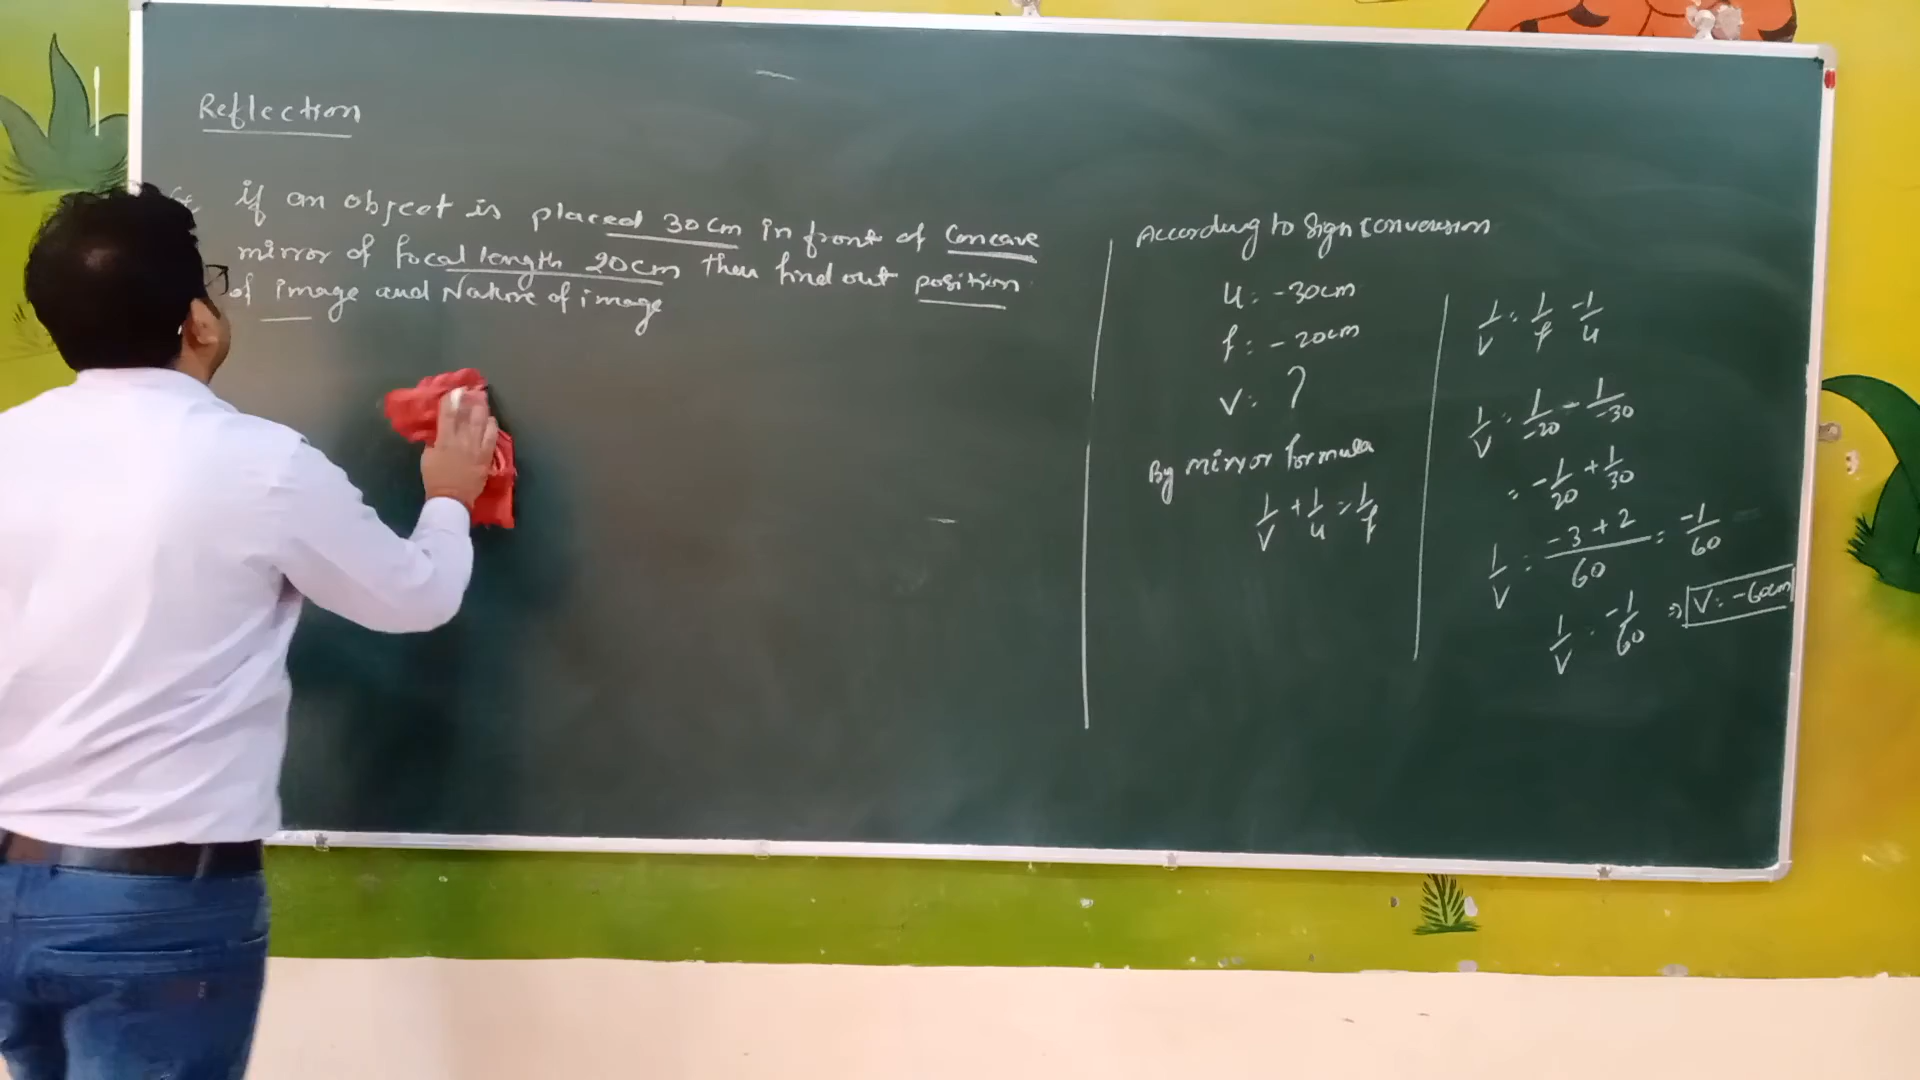 Reflection
if an object is placed 30cm in front of Concave
mirror of focal length 20cm then find out position
of image and Nature of image
According to Sign Conversion
u: -30cm
f: -20cm
v: ?
By mirror formula
1/v + 1/u = 1/f
1/v : 1/f - 1/u
1/v : 1/-20 - 1/-30
= -1/20 + 1/30
1/v : -3+2/60 = -1/60
1/v : -1/60 ⇒ V: -60cm